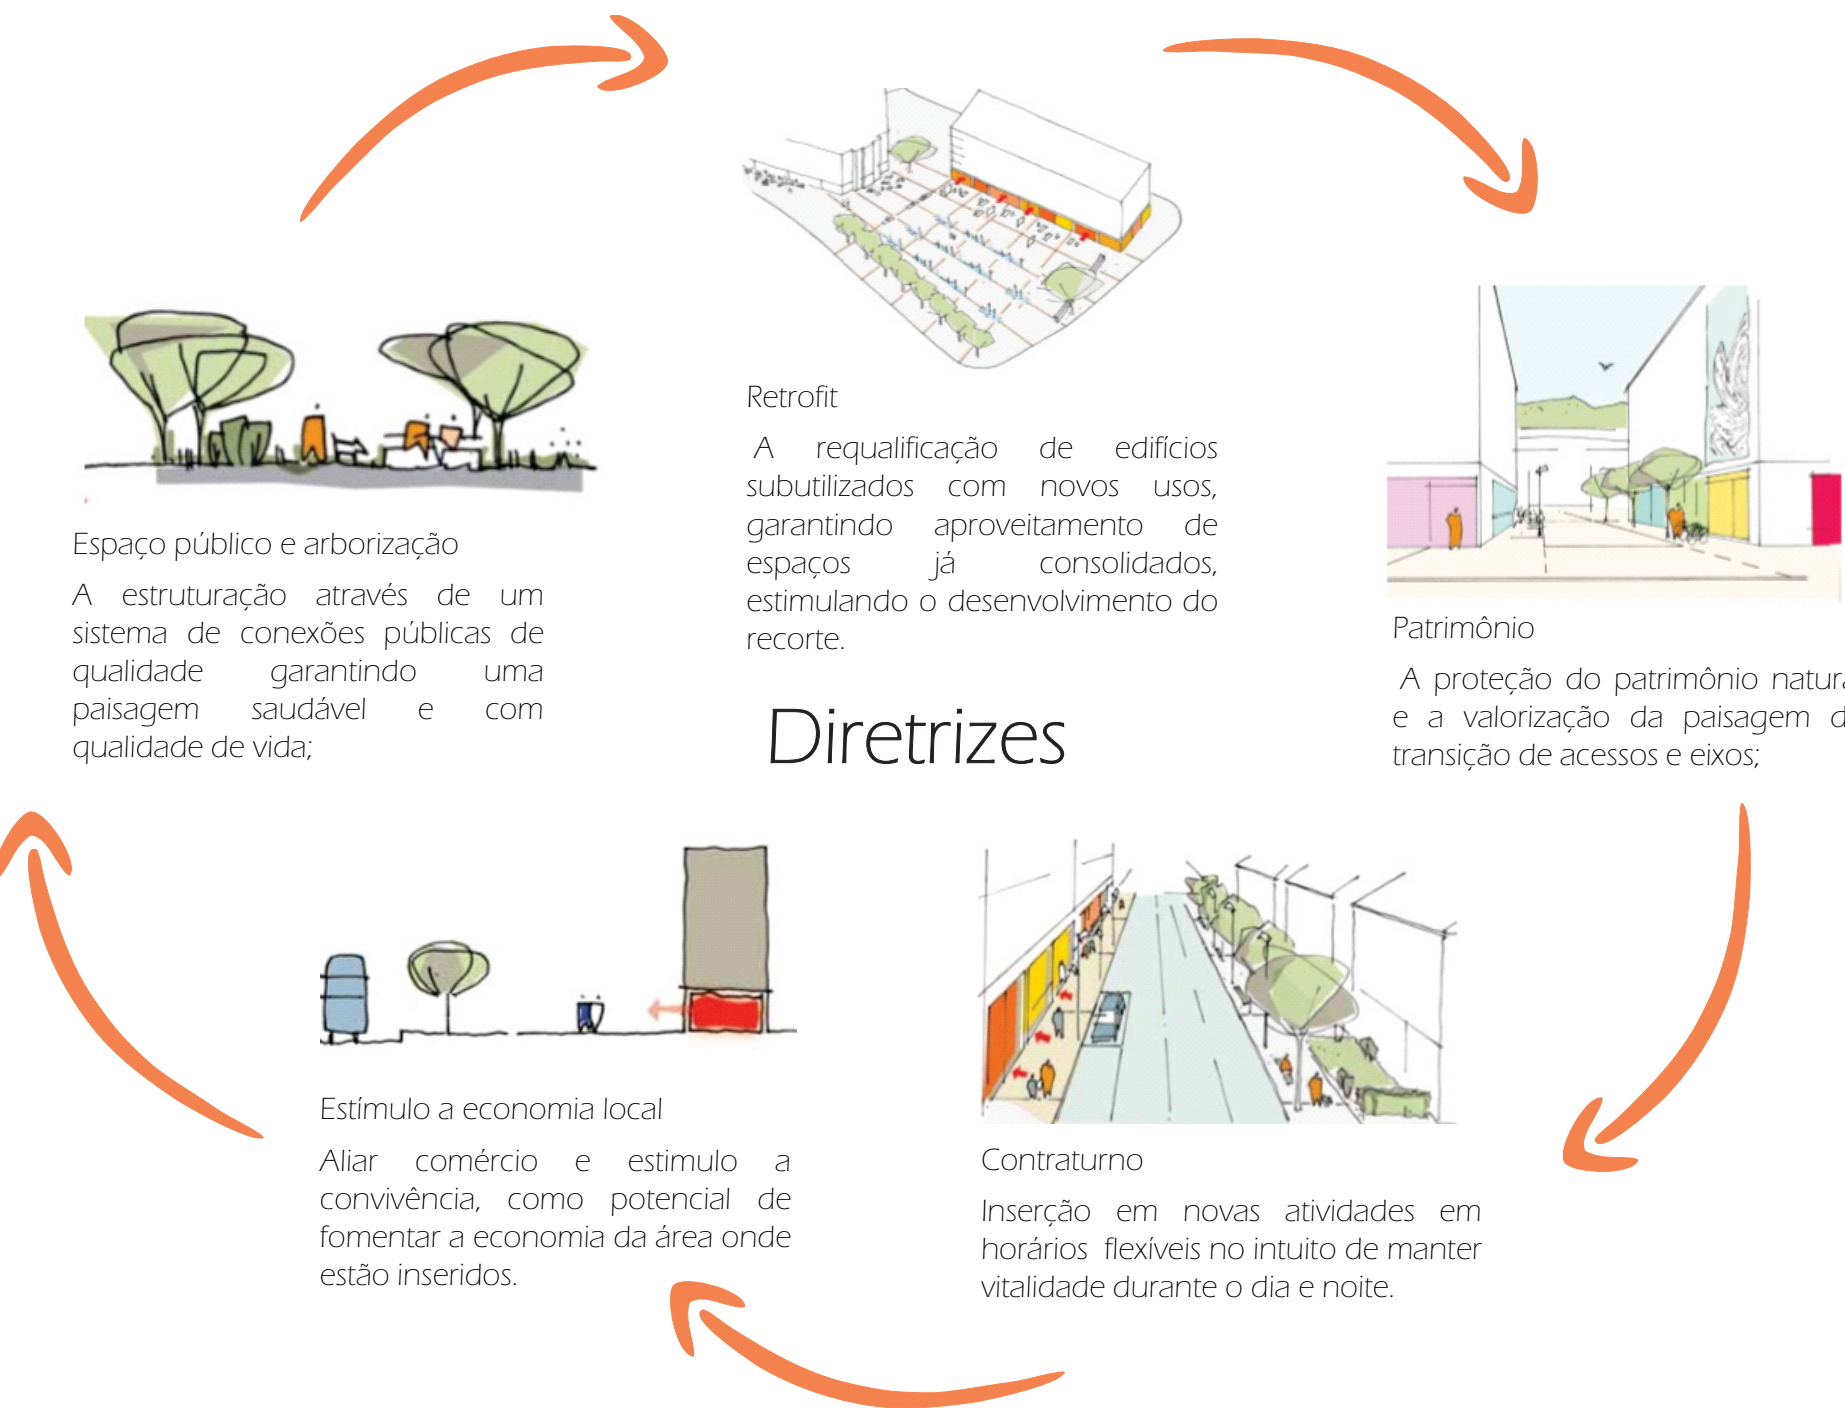 Espaço público e arborização
A estruturação através de um
sistema de conexões públicas de
qualidade garantindo uma
paisagem saudável e com
qualidade de vida;
Retrofit
A requalificação de edifícios
subutilizados com novos usos,
garantindo aproveitamento de
espaços já consolidados,
estimulando o desenvolvimento do
recorte.
Patrimônio
A proteção do patrimônio
e a valorização da paisagem
transição de acessos e eixos;
Diretrizes
Estímulo a economia local
Aliar comércio e estimulo a
convivência, como potencial de
fomentar a economia da área onde
estão inseridos.
Contraturno
Inserção em novas atividades em
horários flexíveis no intuito de manter
vitalidade durante o dia e noite.